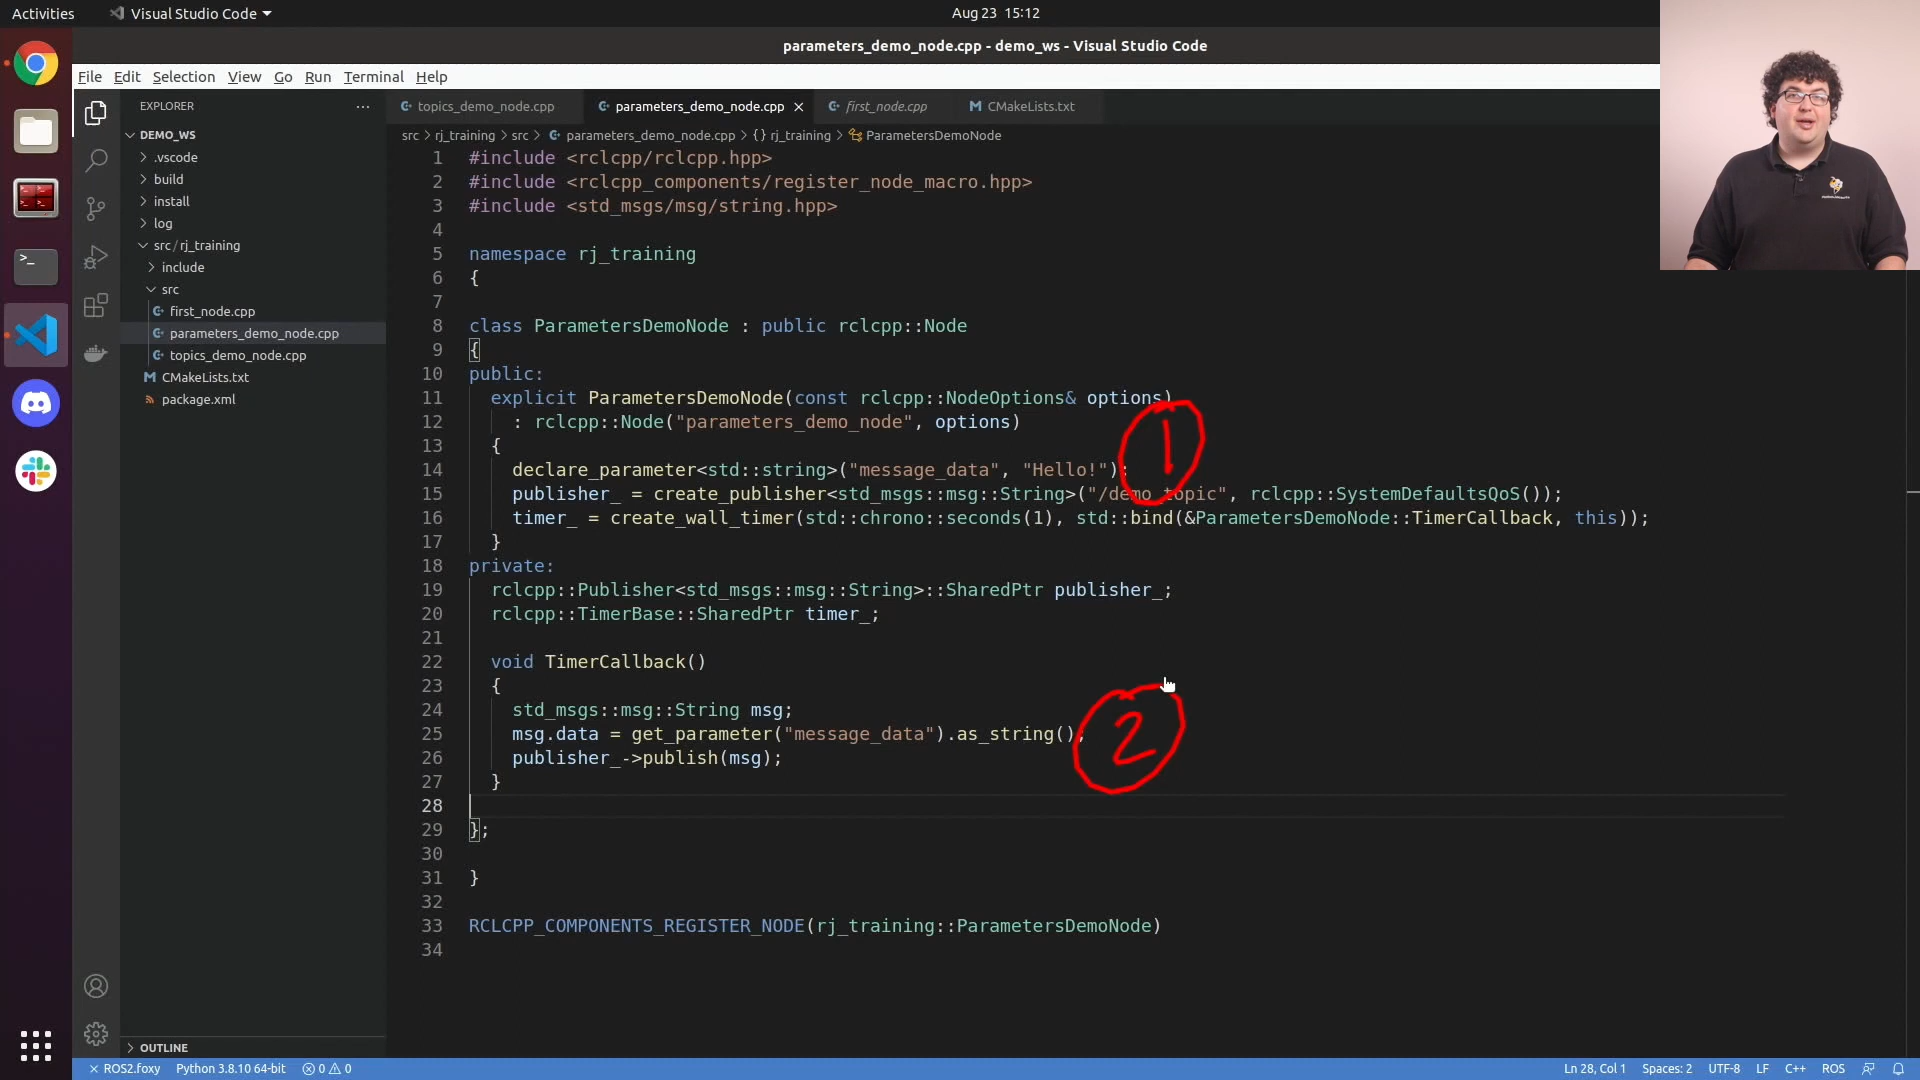 Activities
Visual Studio Code
Aug 23 15:12
parameters_demo_node.cpp - demo_ws - Visual Studio Code
File Edit Selection View Go Run Terminal Help
EXPLORER
DEMO_WS
.vscode
build
install
log
src/rj_training
include
src
first_node.cpp
parameters_demo_node.cpp
topics_demo_node.cpp
CMakeLists.txt
package.xml
OUTLINE
topics_demo_node.cpp
parameters_demo_node.cpp
first_node.cpp
CMakeLists.txt
src > rj_training > src > parameters_demo_node.cpp > {} rj_training > ParametersDemoNode
1 #include <rclcpp/rclcpp.hpp>
2 #include <rclcpp_components/register_node_macro.hpp>
3 #include <std_msgs/msg/string.hpp>
4
5 namespace rj_training
6 {
7
8 class ParametersDemoNode : public rclcpp::Node
9 {
10 public:
11 explicit ParametersDemoNode(const rclcpp::NodeOptions& options)
12 : rclcpp::Node("parameters_demo_node", options)
13 {
14 declare_parameter<std::string>("message_data", "Hello!");
15 publisher_ = create_publisher<std_msgs::msg::String>("/demo_topic", rclcpp::SystemDefaultsQoS());
16 timer_ = create_wall_timer(std::chrono::seconds(1), std::bind(&ParametersDemoNode::TimerCallback, this));
17 }
18 private:
19 rclcpp::Publisher<std_msgs::msg::String>::SharedPtr publisher_;
20 rclcpp::TimerBase::SharedPtr timer_;
21
22 void TimerCallback()
23 {
24 std_msgs::msg::String msg;
25 msg.data = get_parameter("message_data").as_string();
26 publisher_->publish(msg);
27 }
28
29 };
30
31 }
32
33 RCLCPP_COMPONENTS_REGISTER_NODE(rj_training::ParametersDemoNode)
34
1
2
ROS2.foxy
Python 3.8.10 64-bit
0
0
Ln 28, Col 1
Spaces: 2
UTF-8
LF
C++
ROS